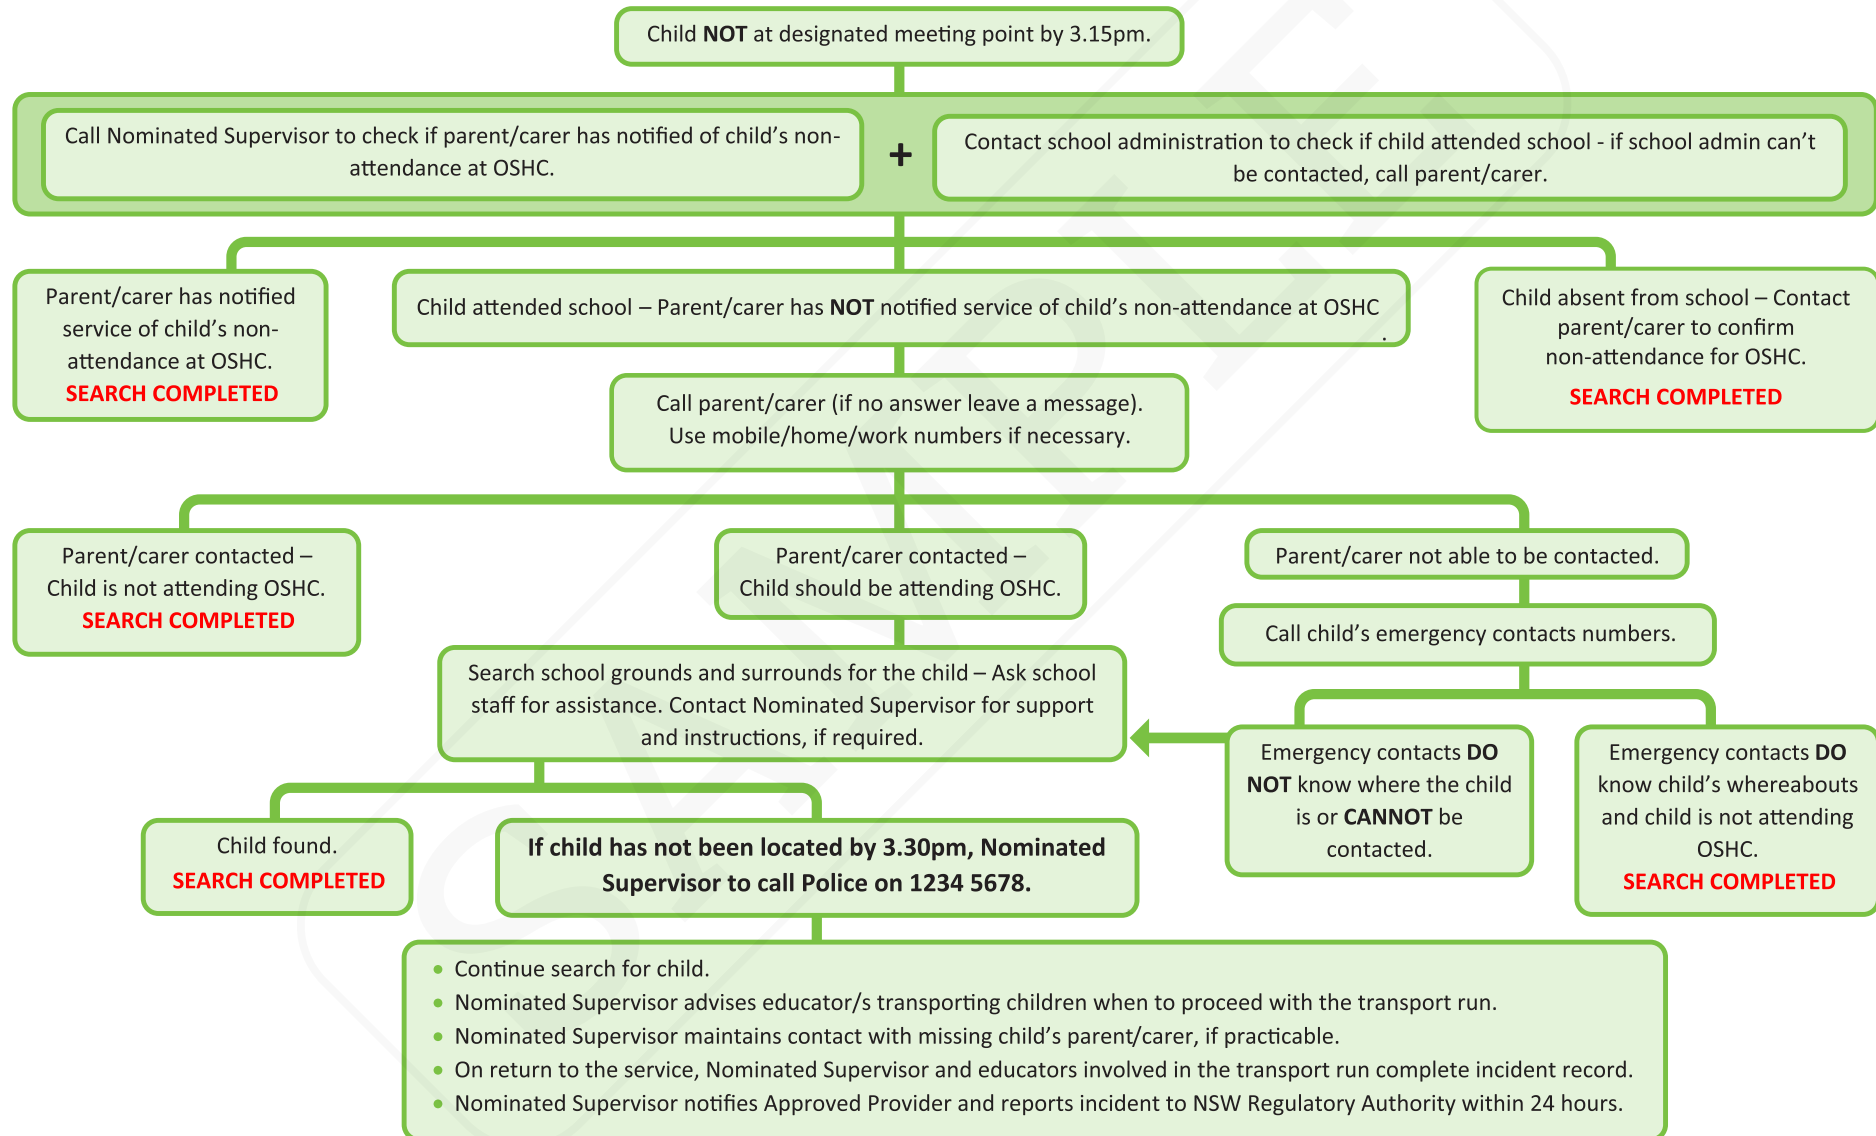 Child NOT at designated meeting point by 3.15pm.
Call Nominated Supervisor to check if parent/carer has notified of child’s non-
attendance at OSHC.
+
Contact school administration to check if child attended school - if school admin can’t
be contacted, call parent/carer.
Parent/carer has notified
service of child’s non-
attendance at OSHC.
SEARCH COMPLETED
Child attended school – Parent/carer has NOT notified service of child’s non-attendance at OSHC
.
Child absent from school – Contact
parent/carer to confirm
non-attendance for OSHC.
SEARCH COMPLETED
Call parent/carer (if no answer leave a message).
Use mobile/home/work numbers if necessary.
Parent/carer contacted –
Child is not attending OSHC.
SEARCH COMPLETED
Parent/carer contacted –
Child should be attending OSHC.
Parent/carer not able to be contacted.
Call child’s emergency contacts numbers.
Search school grounds and surrounds for the child – Ask school
staff for assistance. Contact Nominated Supervisor for support
and instructions, if required.
Emergency contacts DO
NOT know where the child
is or CANNOT be
contacted.
Emergency contacts DO
know child’s whereabouts
and child is not attending
OSHC.
SEARCH COMPLETED
Child found.
SEARCH COMPLETED
If child has not been located by 3.30pm, Nominated
Supervisor to call Police on 1234 5678.
• Continue search for child.
• Nominated Supervisor advises educator/s transporting children when to proceed with the transport run.
• Nominated Supervisor maintains contact with missing child’s parent/carer, if practicable.
• On return to the service, Nominated Supervisor and educators involved in the transport run complete incident record.
• Nominated Supervisor notifies Approved Provider and reports incident to NSW Regulatory Authority within 24 hours.
SAMPLE